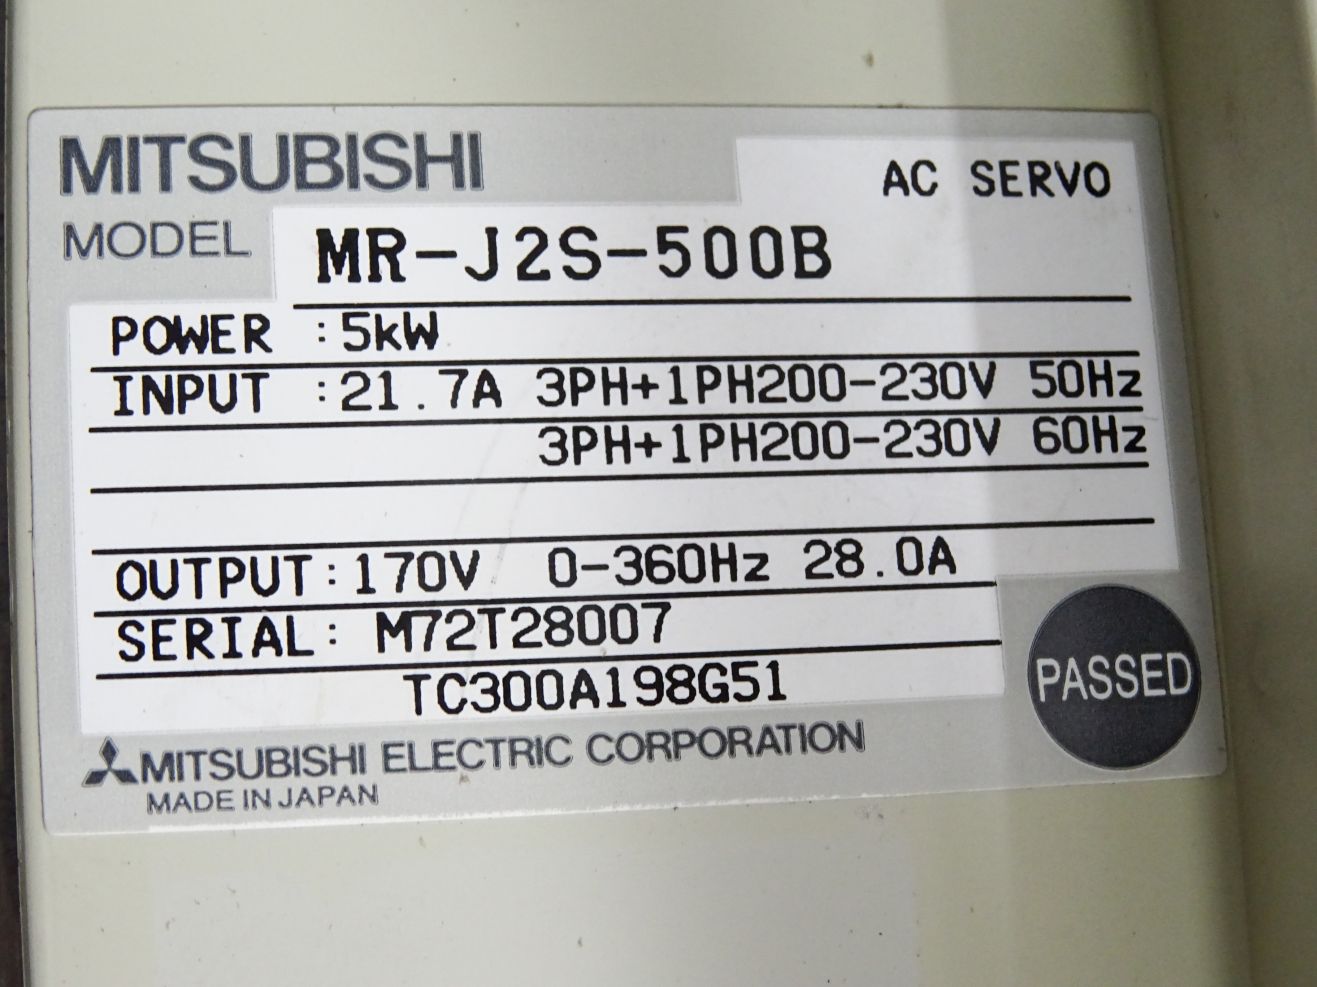 MITSUBISHI
AC SERVO
MODEL MR-J2S-500B
POWER :5kW
INPUT :21.7A 3PH+1PH200-230V 50Hz
3PH+1PH200-230V 60Hz
OUTPUT:170V 0-360Hz 28.0A
SERIAL: M72T28007
TC300A198G51
PASSED
MITSUBISHI ELECTRIC CORPORATION
MADE IN JAPAN